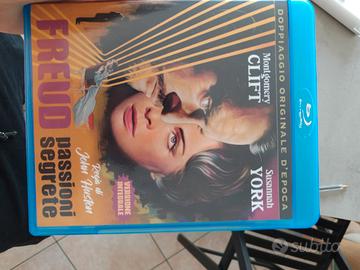 DOPPIAGGIO ORIGINALE D'EPOCA
Montgomery
CLIFT
Susannah
YORK
FREUD
passioni
segrete
Regia di
John Huston
VERSIONE
INTEGRALE
subito